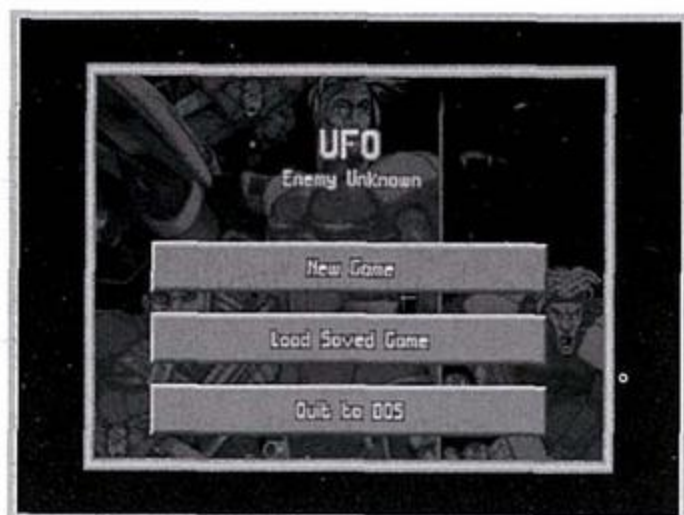 UFO
Enemy Unknown
New Game
Load Saved Game
Quit to DOS